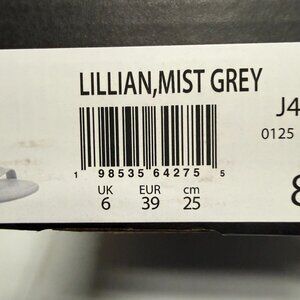 LILLIAN,MIST GREY
J4
0125
1 98535 64275 5
UK EUR cm
6 39 25
8